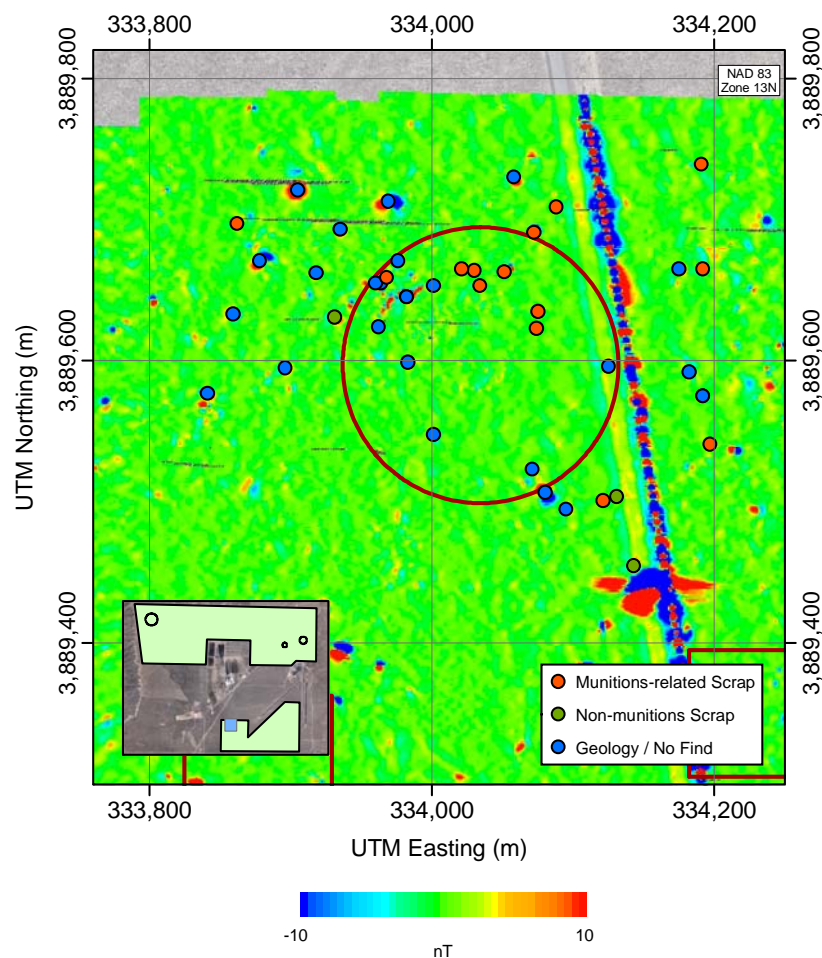 333,800 334,000 334,200
3,889,800
3,889,800
NAD 83
Zone 13N
3,889,600
3,889,600
UTM Northing (m)
3,889,400
3,889,400
Munitions-related Scrap
Non-munitions Scrap
Geology / No Find
333,800 334,000 334,200
UTM Easting (m)
-10 10
nT